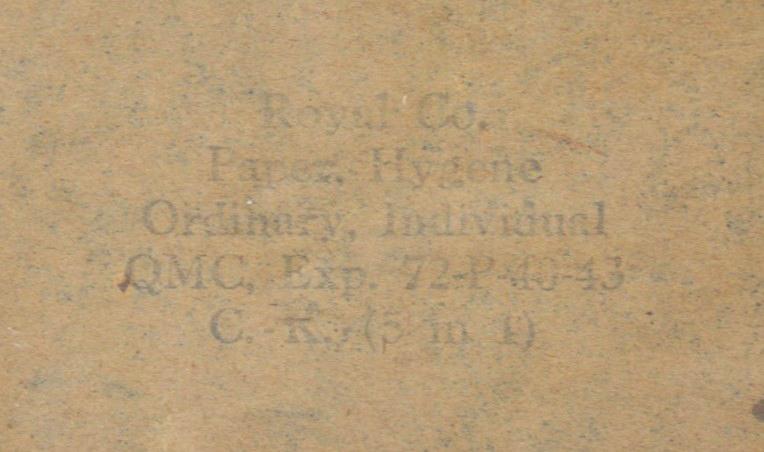 Royal Co.
Paper, Hygene
Ordinary, Individual
QMC, Exp. 72-P-40-43
C.-K. (5 in 1)